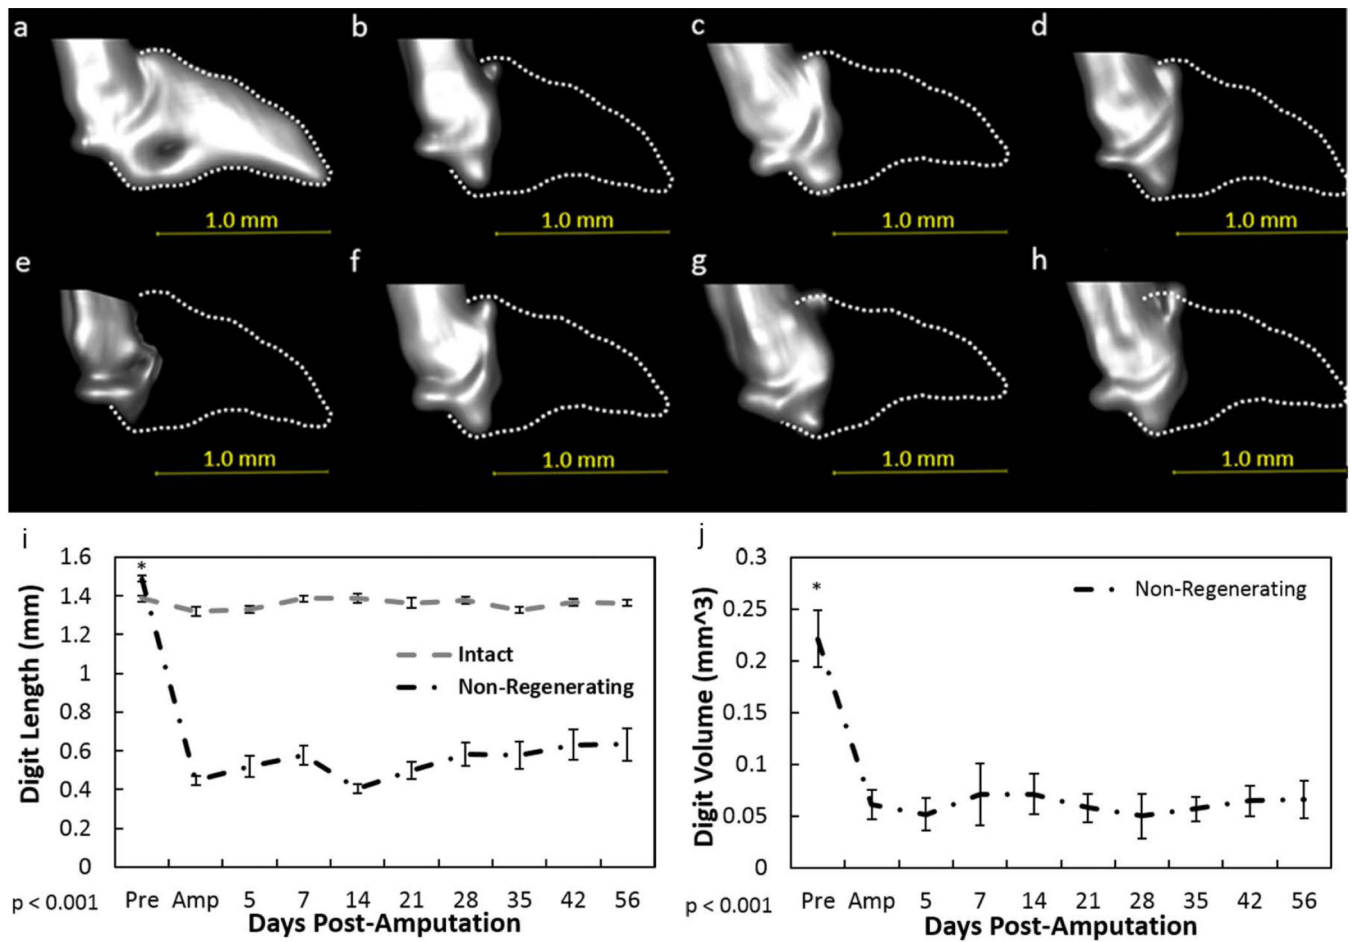 a b c d
1.0 mm 1.0 mm 1.0 mm 1.0 mm
e f g h
1.0 mm 1.0 mm 1.0 mm 1.0 mm
i
1.6
1.4
1.2
1
0.8
0.6
0.4
0.2
0
Digit Length (mm)
*
Intact
Non-Regenerating
Pre Amp 5 7 14 21 28 35 42 56
p < 0.001
Days Post-Amputation
j
0.3
0.25
0.2
0.15
0.1
0.05
0
Digit Volume (mm^3)
*
Non-Regenerating
Pre Amp 5 7 14 21 28 35 42 56
p < 0.001
Days Post-Amputation